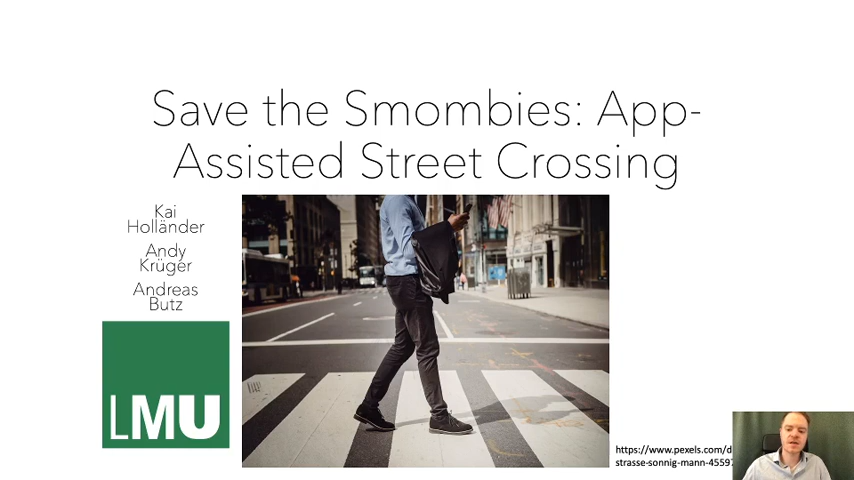 Save the Smombies: App-
Assisted Street Crossing
Kai
Holländer
Andy
Krüger
Andreas
Butz
LMU
https://www.pexels.com/d
strasse-sonnig-mann-45597